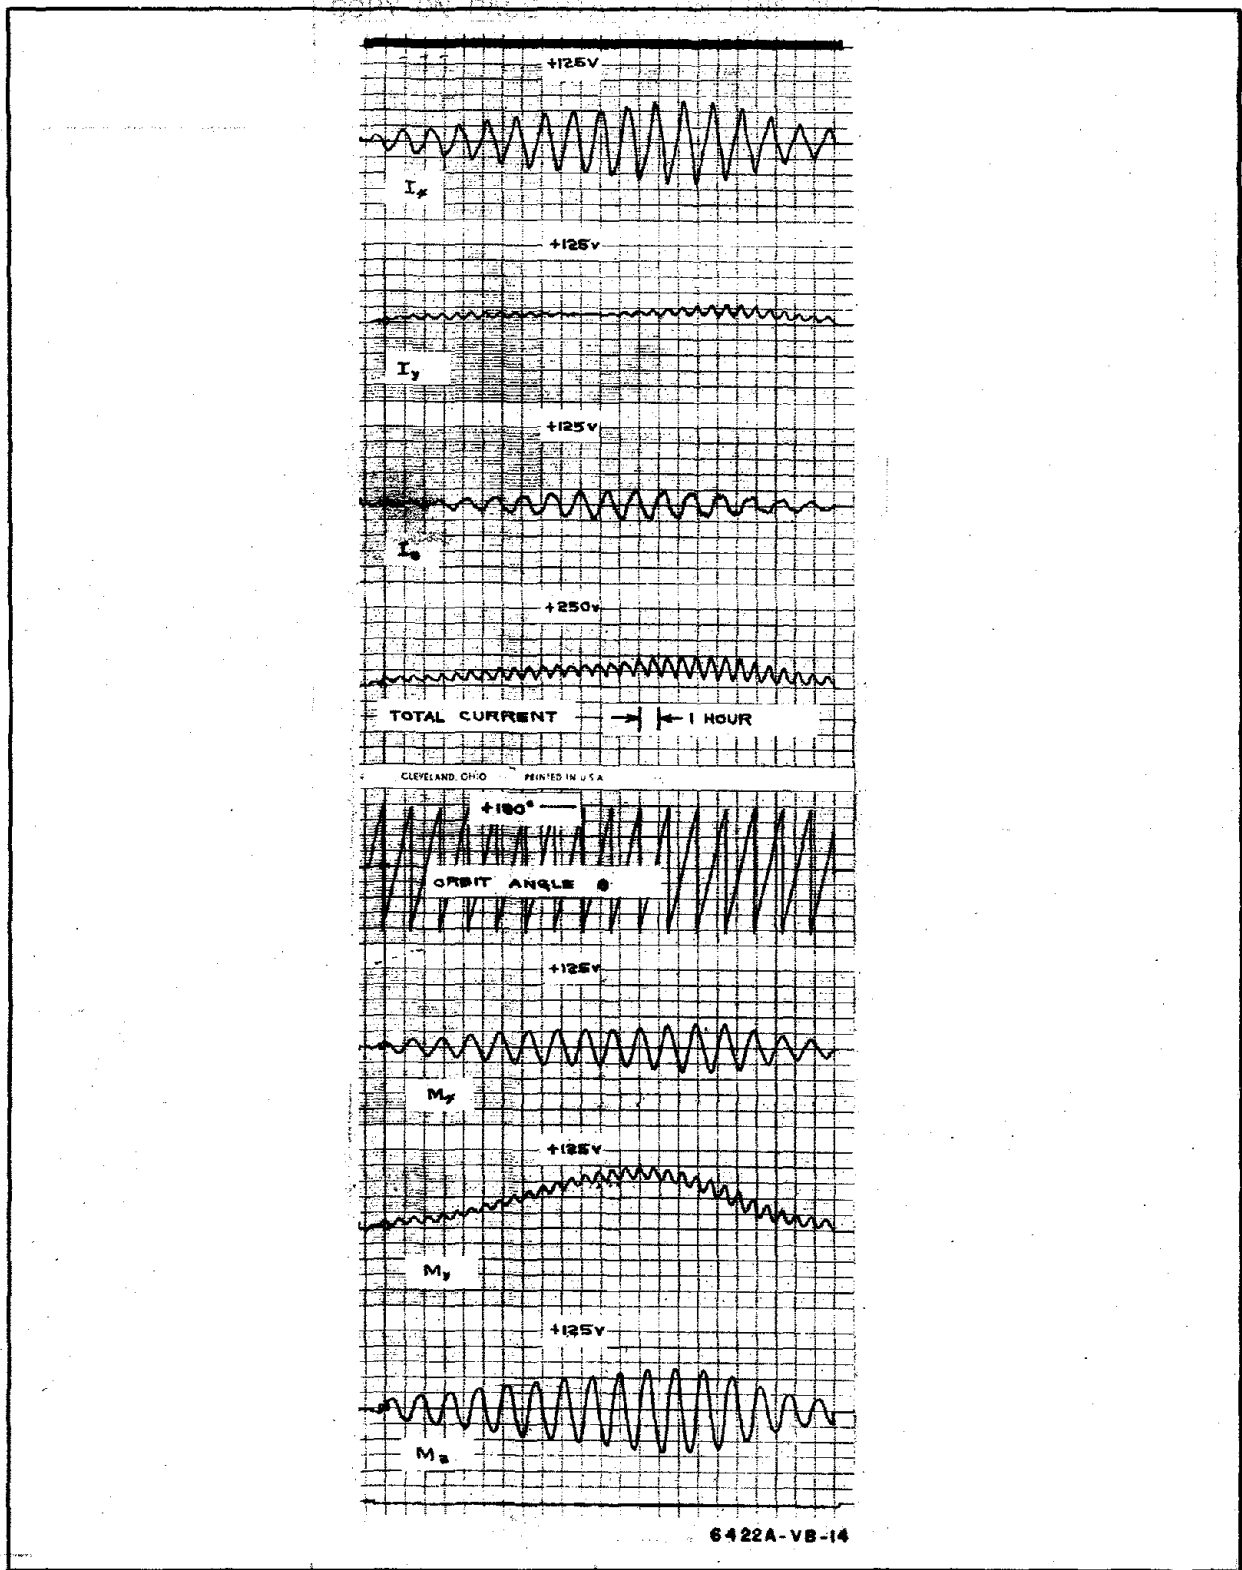 +125V
Ix
+125V
Iy
+125V
+250V
TOTAL CURRENT
1 HOUR
CLEVELAND, OHIO PRINTED IN U S A
+180°
ORBIT ANGLE θ
+125V
Mx
+125V
My
+125V
Mz
6422A-VB-14